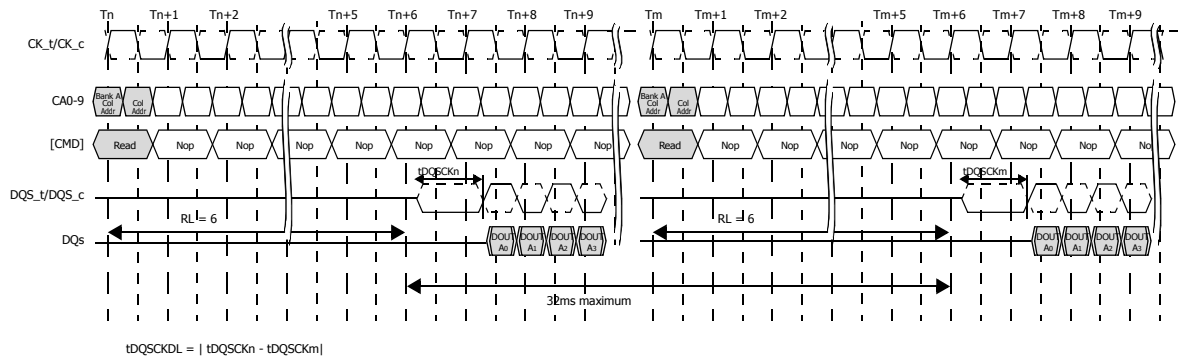 Tn Tn+1 Tn+2 Tn+5 Tn+6 Tn+7 Tn+8 Tn+9 Tm Tm+1 Tm+2 Tm+5 Tm+6 Tm+7 Tm+8 Tm+9
CK_t/CK_c
CA0-9 Bank A Col Addr Col Addr Bank A Col Addr Col Addr
[CMD] Read Nop Nop Nop Nop Nop Nop Nop Read Nop Nop Nop Nop Nop Nop Nop
tDQSCKn tDQSCKm
DQS_t/DQS_c
RL = 6 RL = 6
DQs DOUT A0 DOUT A1 DOUT A2 DOUT A3 DOUT A0 DOUT A1 DOUT A2 DOUT A3
32ms maximum
tDQSCKDL = | tDQSCKn - tDQSCKm|